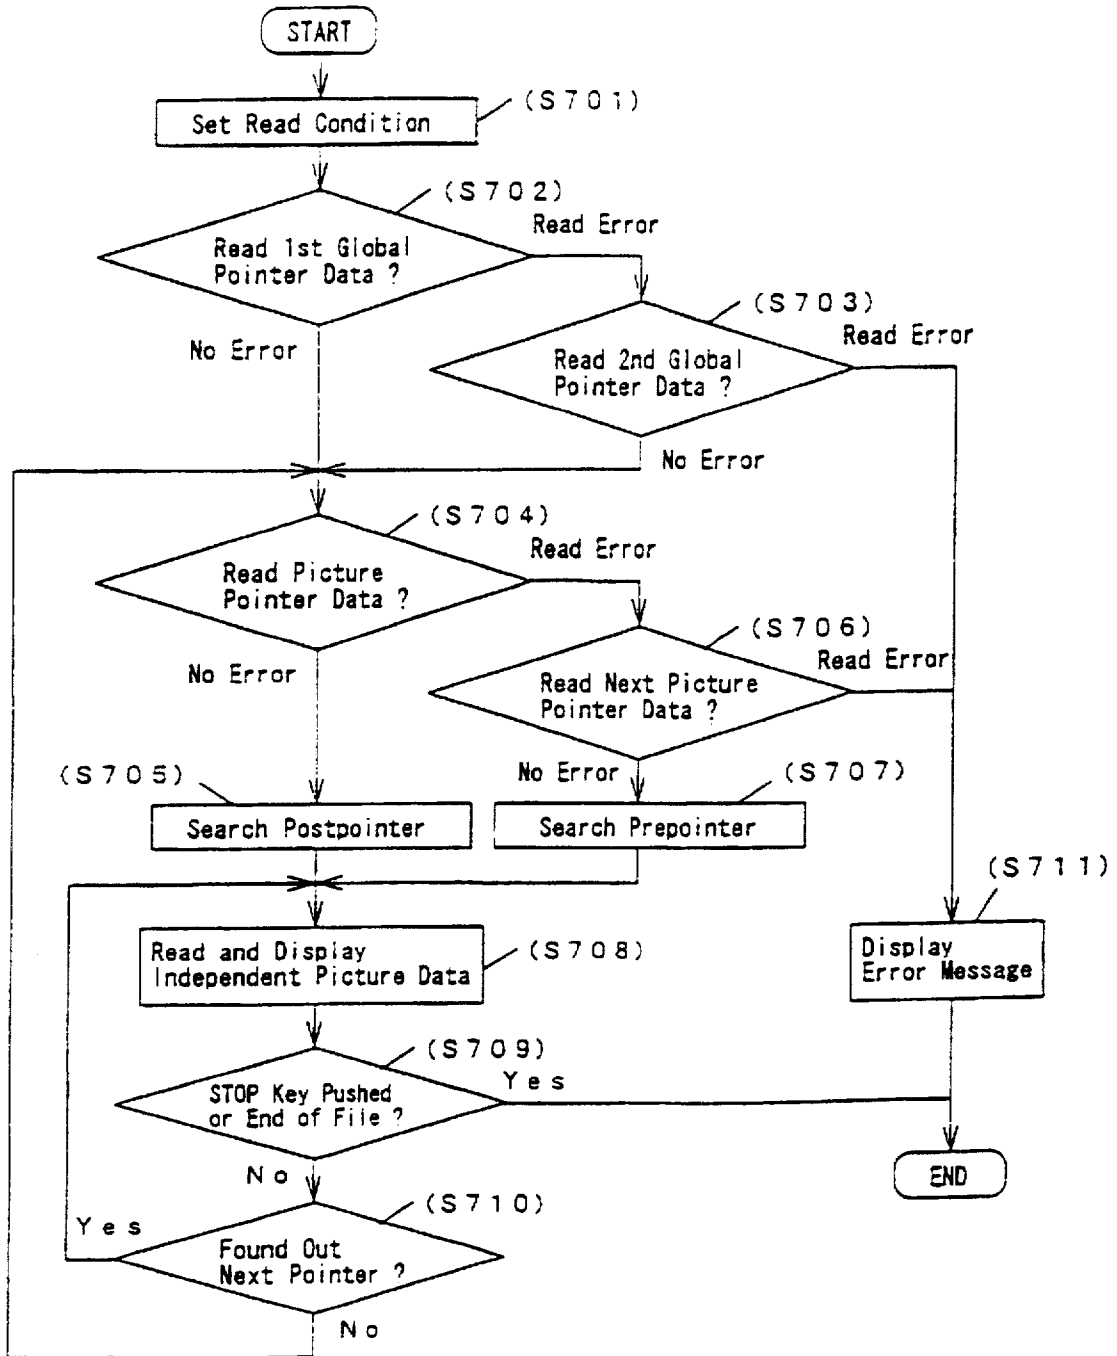 START
(S701)
Set Read Condition
(S702)
Read Error
Read 1st Global
Pointer Data ?
(S703)
Read Error
No Error
Read 2nd Global
Pointer Data ?
No Error
(S704)
Read Error
Read Picture
Pointer Data ?
(S706)
Read Error
No Error
Read Next Picture
Pointer Data ?
(S705)
No Error
(S707)
Search Postpointer
Search Prepointer
(S711)
Read and Display
Independent Picture Data
(S708)
Display
Error Message
(S709)
Yes
STOP Key Pushed
or End of File ?
No
END
(S710)
Yes
Found Out
Next Pointer ?
No